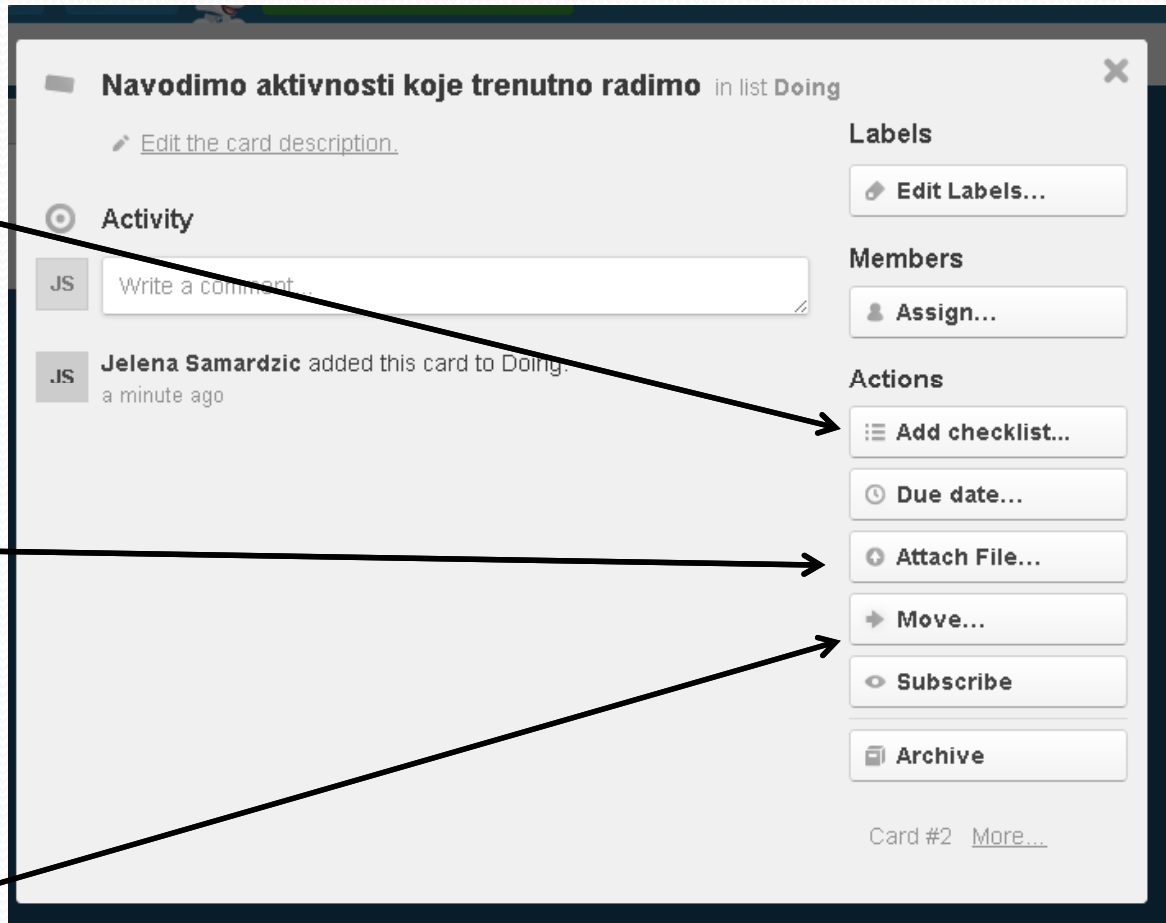 Navodimo aktivnosti koje trenutno radimo in list Doing
Edit the card description.
Activity
JS
Write a comment...
JS
Jelena Samardzic added this card to Doing.
a minute ago
Labels
Edit Labels...
Members
Assign...
Actions
Add checklist...
Due date...
Attach File...
Move...
Subscribe
Archive
Card #2 More...